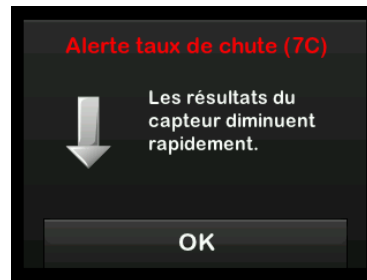 Alerte taux de chute (7C)
Les résultats du
capteur diminuent
rapidement.
OK